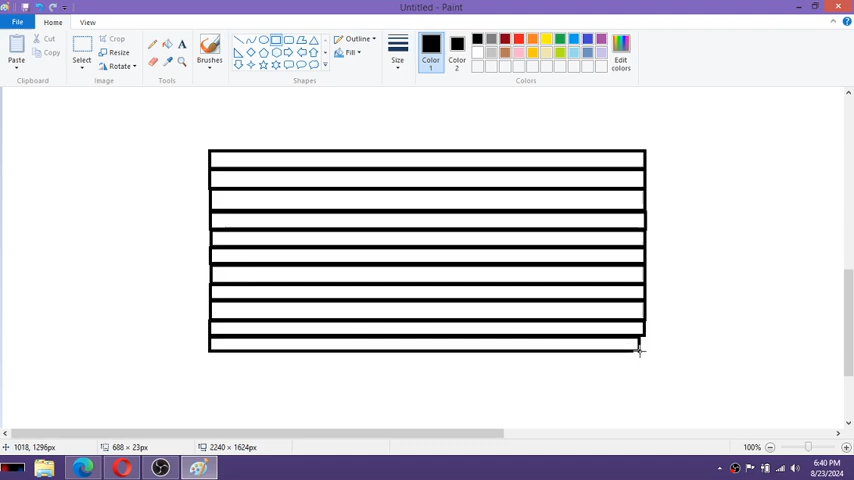 Untitled - Paint
File Home View
Paste Cut Copy Clipboard
Select Crop Resize Rotate Image
Tools
Brushes
Shapes Outline Fill
Size
Color 1 Color 2 Edit colors Colors
1018, 1296px 688 × 23px 2240 × 1624px 100%
6:40 PM
8/23/2024